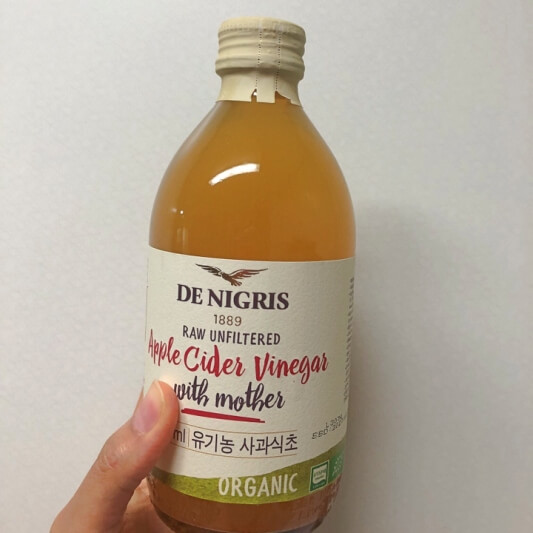 DE NIGRIS
1889
RAW UNFILTERED
Apple Cider Vinegar
with mother
ml 유기농 사과식초
ORGANIC